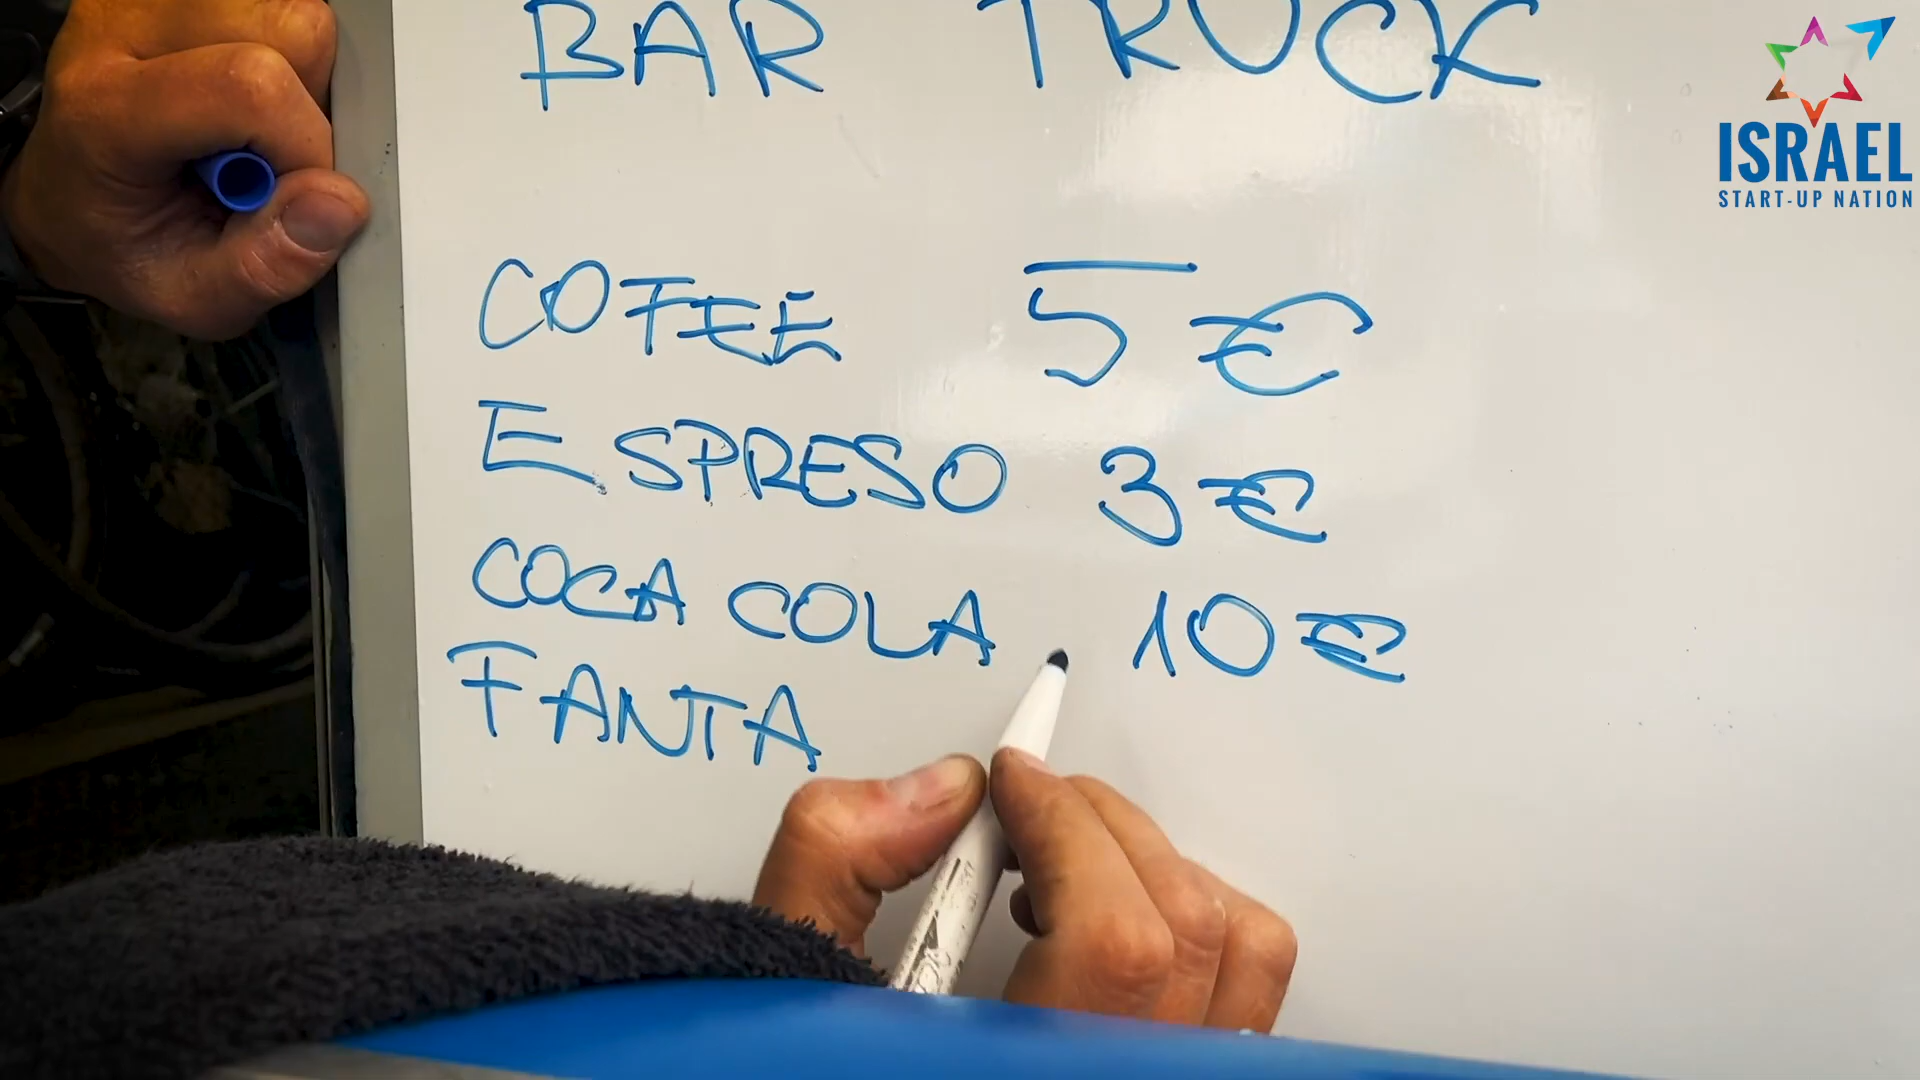 BAR TRUCK
ISRAEL
START-UP NATION
COFEE 5€
ESPRESO 3€
COCA COLA 10€
FANTA